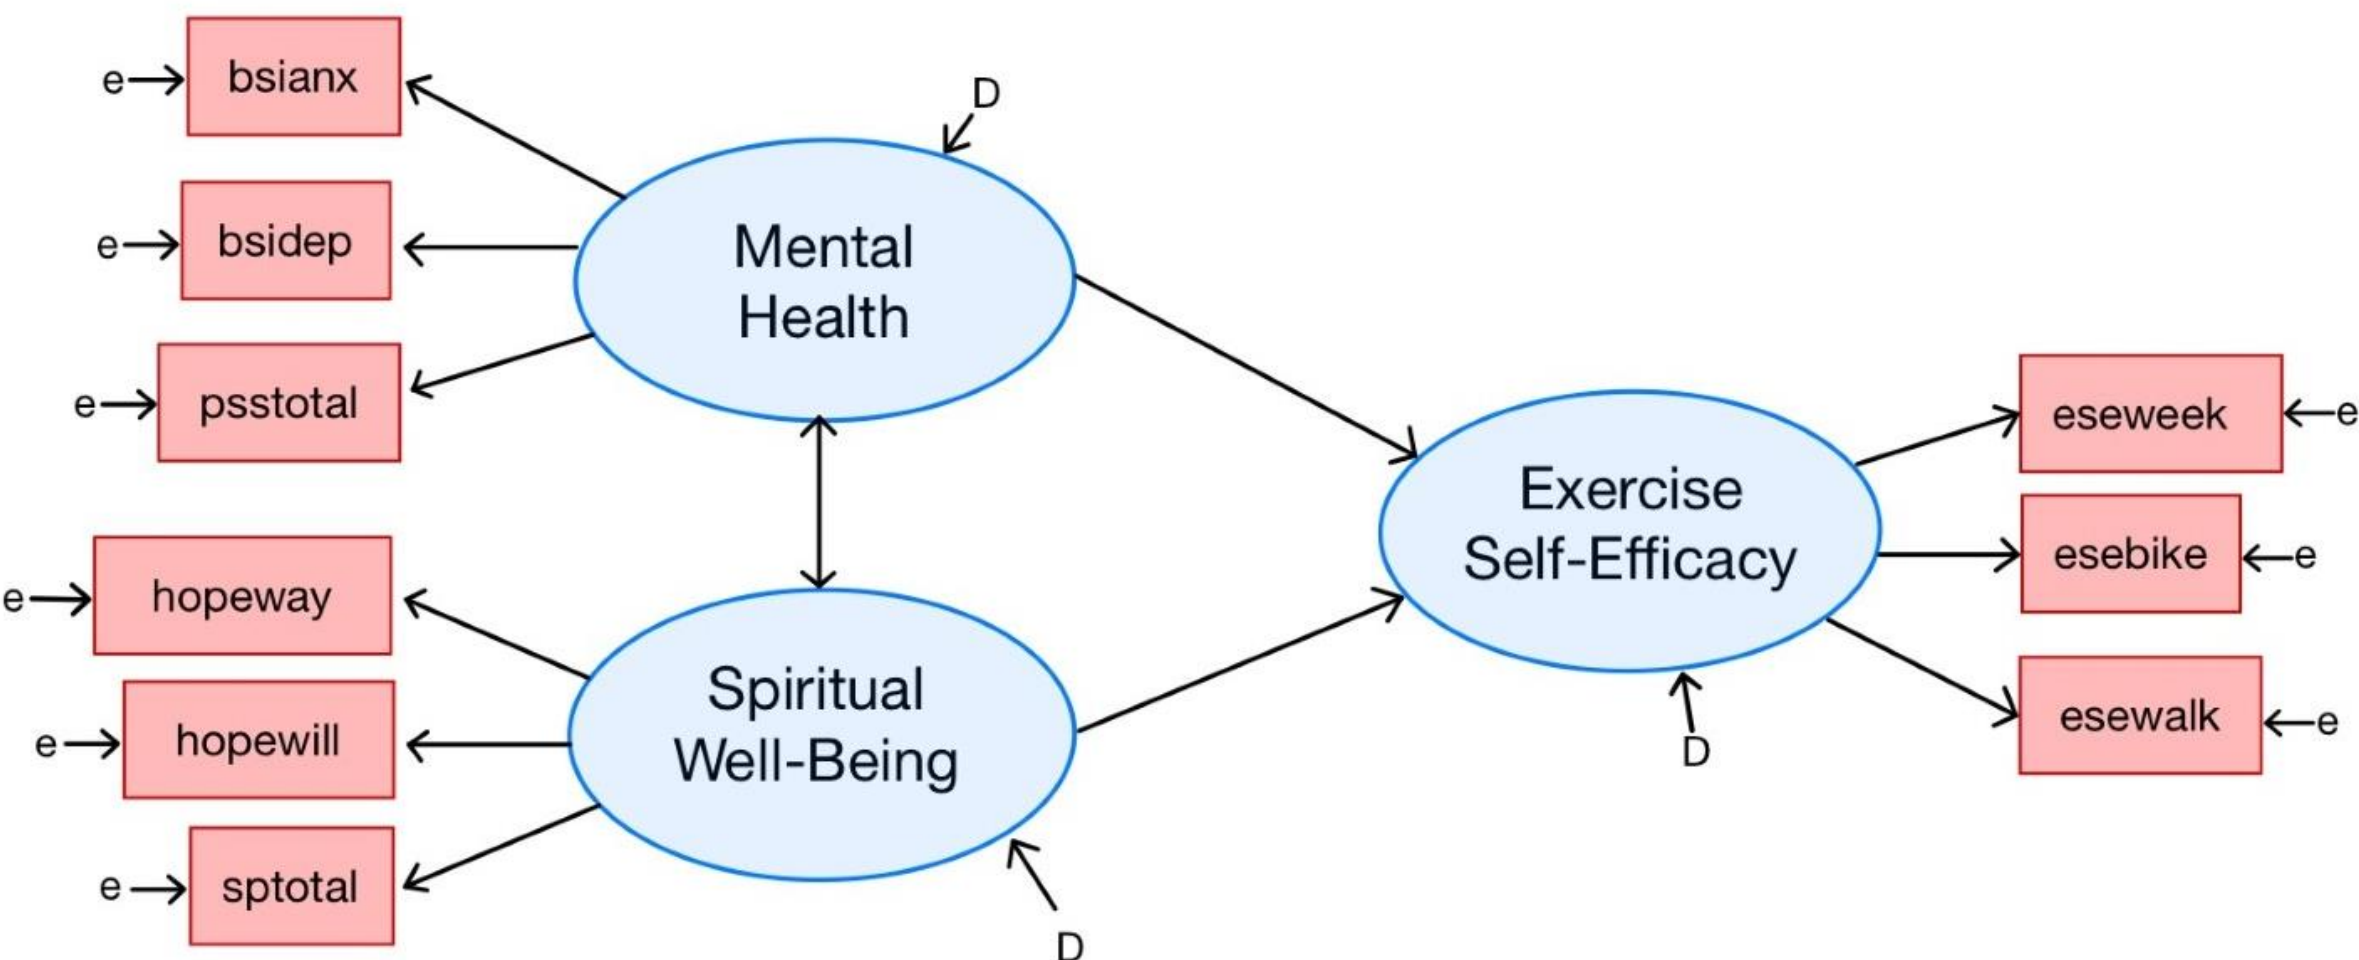 e
bsianx
D
e
bsidep
Mental
Health
e
psstotal
eseweek
e
Exercise
Self-Efficacy
esebike
e
e
hopeway
Spiritual
Well-Being
esewalk
e
D
e
hopewill
e
sptotal
D